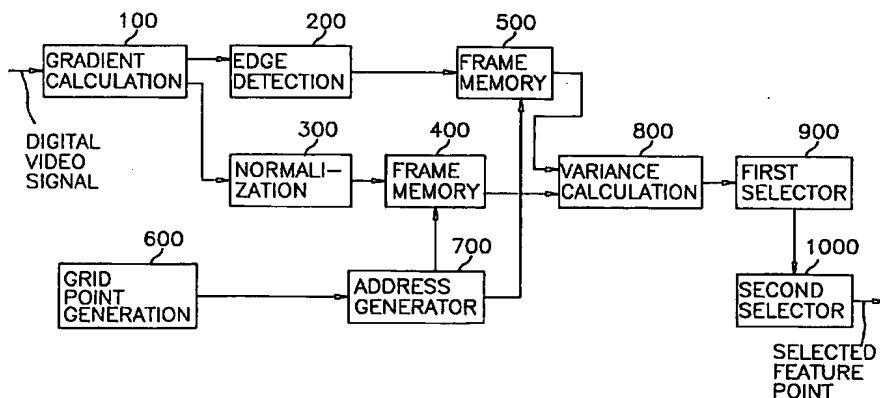 100
GRADIENT
CALCULATION
200
EDGE
DETECTION
500
FRAME
MEMORY
DIGITAL
VIDEO
SIGNAL
300
NORMALI-
ZATION
400
FRAME
MEMORY
800
VARIANCE
CALCULATION
900
FIRST
SELECTOR
600
GRID
POINT
GENERATION
700
ADDRESS
GENERATOR
1000
SECOND
SELECTOR
SELECTED
FEATURE
POINT